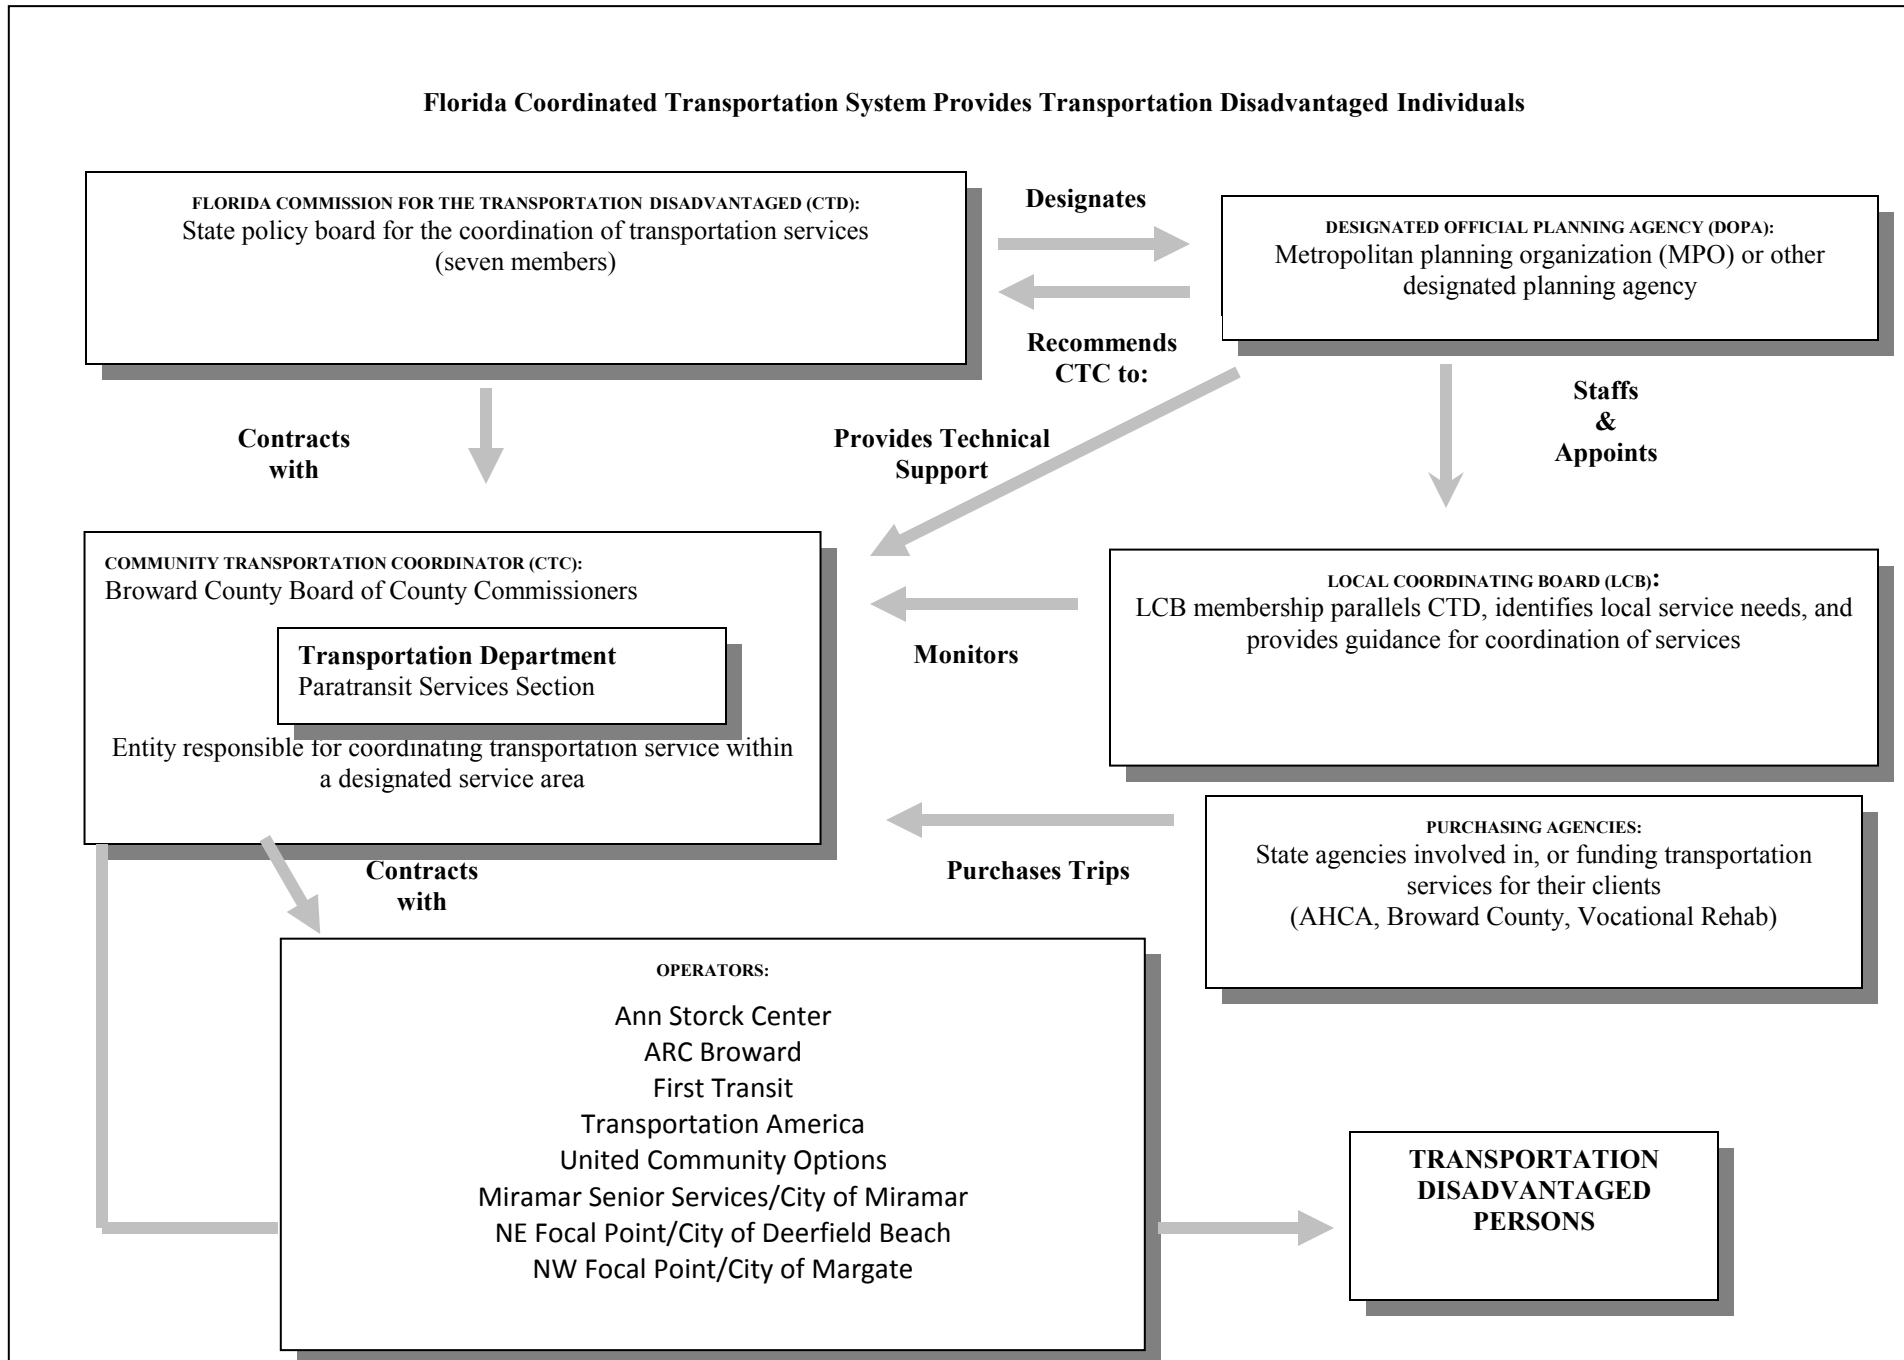 Florida Coordinated Transportation System Provides Transportation Disadvantaged Individuals
FLORIDA COMMISSION FOR THE TRANSPORTATION DISADVANTAGED (CTD):
State policy board for the coordination of transportation services
(seven members)
Designates
DESIGNATED OFFICIAL PLANNING AGENCY (DOPA):
Metropolitan planning organization (MPO) or other
designated planning agency
Recommends
CTC to:
Contracts
with
Provides Technical
Support
Staffs
&
Appoints
COMMUNITY TRANSPORTATION COORDINATOR (CTC):
Broward County Board of County Commissioners
Transportation Department
Paratransit Services Section
Entity responsible for coordinating transportation service within
a designated service area
Monitors
LOCAL COORDINATING BOARD (LCB):
LCB membership parallels CTD, identifies local service needs, and
provides guidance for coordination of services
Contracts
with
Purchases Trips
PURCHASING AGENCIES:
State agencies involved in, or funding transportation
services for their clients
(AHCA, Broward County, Vocational Rehab)
OPERATORS:
Ann Storck Center
ARC Broward
First Transit
Transportation America
United Community Options
Miramar Senior Services/City of Miramar
NE Focal Point/City of Deerfield Beach
NW Focal Point/City of Margate
TRANSPORTATION
DISADVANTAGED
PERSONS